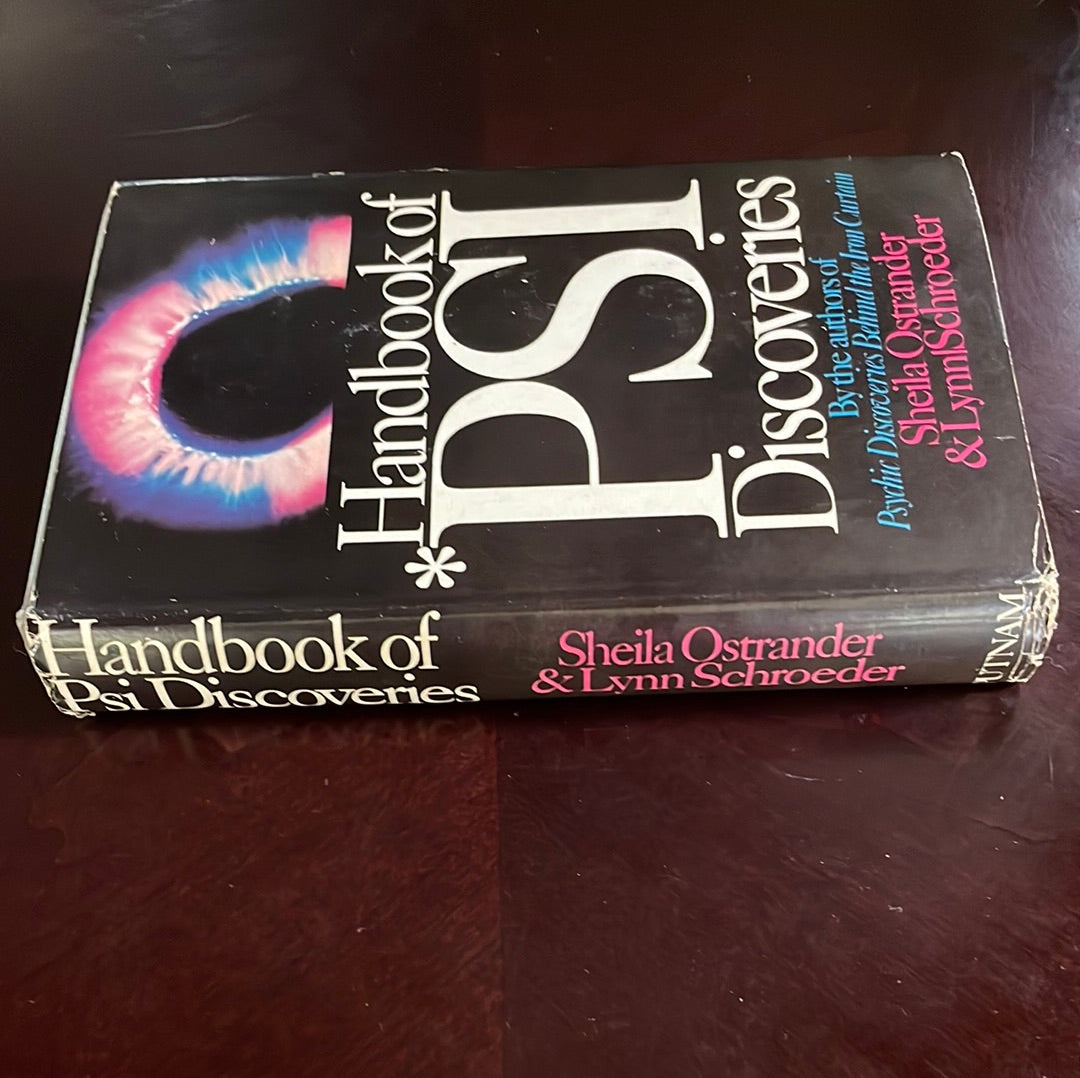 Handbook of
*PSI
Discoveries
By the authors of
Psychic Discoveries Behind the Iron Curtain
Sheila Ostrander
& Lynn Schroeder
Handbook of
Psi Discoveries
Sheila Ostrander
& Lynn Schroeder
UTNAM